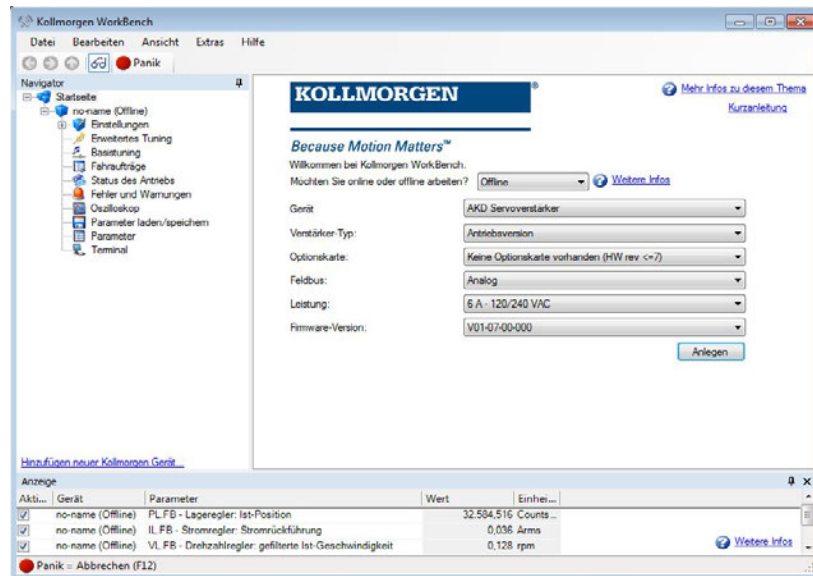 Kollmorgen WorkBench
Datei Bearbeiten Ansicht Extras Hilfe
Panik
Navigator
Startseite
no-name (Offline)
Einstellungen
Erweitertes Tuning
Basistuning
Fahraufträge
Status des Antriebs
Fehler und Warnungen
Oszilloskop
Parameter laden/speichern
Parameter
Terminal
Hinzufügen neuer Kollmorgen Gerät...
KOLLMORGEN®
Mehr Infos zu diesem Thema
Kurzanleitung
Because Motion Matters™
Willkommen bei Kollmorgen WorkBench.
Möchten Sie online oder offline arbeiten? Offline Weitere Infos
Gerät AKD Servoverstärker
Verstärker-Typ: Antriebsversion
Optionskarte: Keine Optionskarte vorhanden (HW rev <=7)
Feldbus: Analog
Leistung: 6 A - 120/240 VAC
Firmware-Version: V01-07-00-000
Anlegen
Anzeige
Akti... Gerät Parameter Wert Einhei...
no-name (Offline) PL.FB - Lageregler: Ist-Position 32.584,516 Counts...
no-name (Offline) IL.FB - Stromregler: Stromrückführung 0,036 Arms
no-name (Offline) VL.FB - Drehzahlregler: gefilterte Ist-Geschwindigkeit 0,128 rpm
Weitere Infos
Panik = Abbrechen (F12)